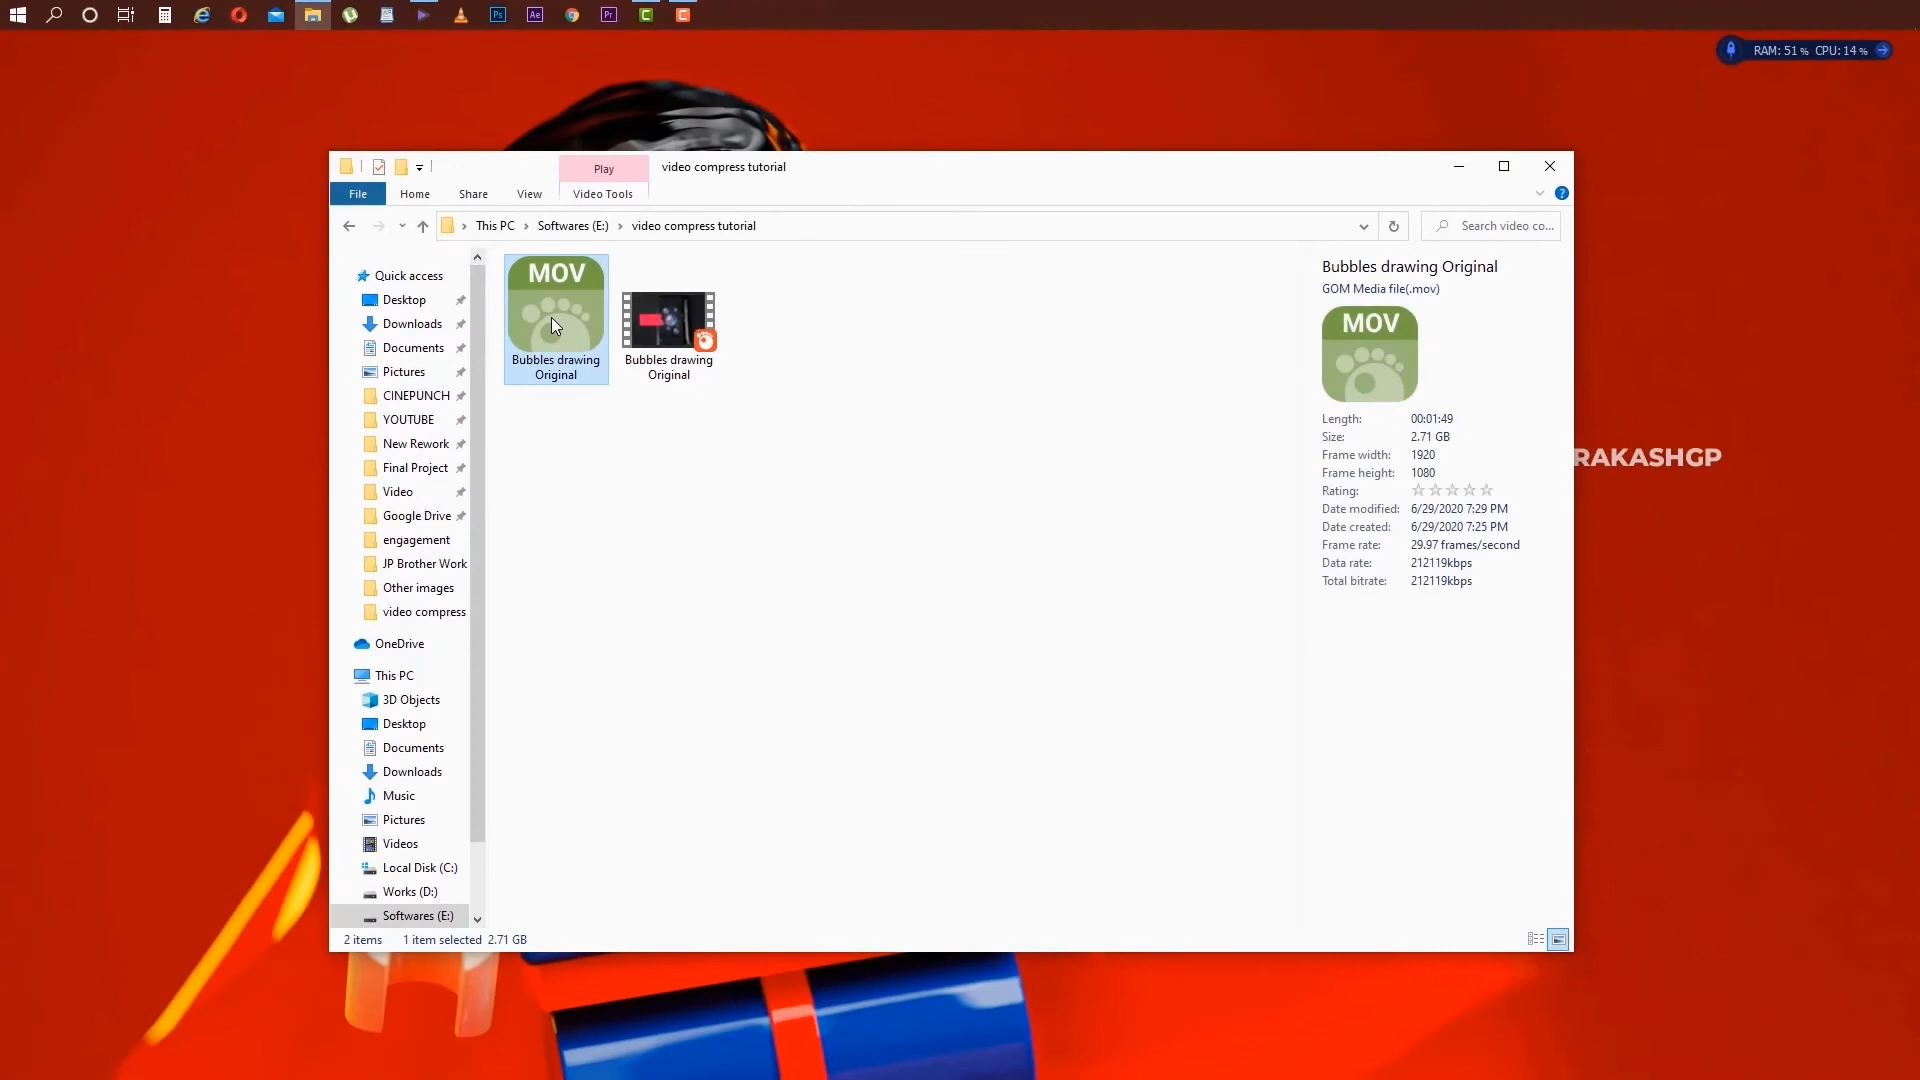 Ps
Ae
Pr
C
C
RAM: 51 % CPU: 14 %
Play
video compress tutorial
File
Home
Share
View
Video Tools
?
This PC
Softwares (E:)
video compress tutorial
Search video co...
Quick access
Desktop
Downloads
Documents
Pictures
CINEPUNCH
YOUTUBE
New Rework
Final Project
Video
Google Drive
engagement
JP Brother Work
Other images
video compress
OneDrive
This PC
3D Objects
Desktop
Documents
Downloads
Music
Pictures
Videos
Local Disk (C:)
Works (D:)
Softwares (E:)
MOV
Bubbles drawing
Original
Bubbles drawing
Original
Bubbles drawing Original
GOM Media file(.mov)
MOV
Length: 00:01:49
Size: 2.71 GB
Frame width: 1920
Frame height: 1080
Rating:
Date modified: 6/29/2020 7:29 PM
Date created: 6/29/2020 7:25 PM
Frame rate: 29.97 frames/second
Data rate: 212119kbps
Total bitrate: 212119kbps
RAKASHGP
2 items 1 item selected 2.71 GB